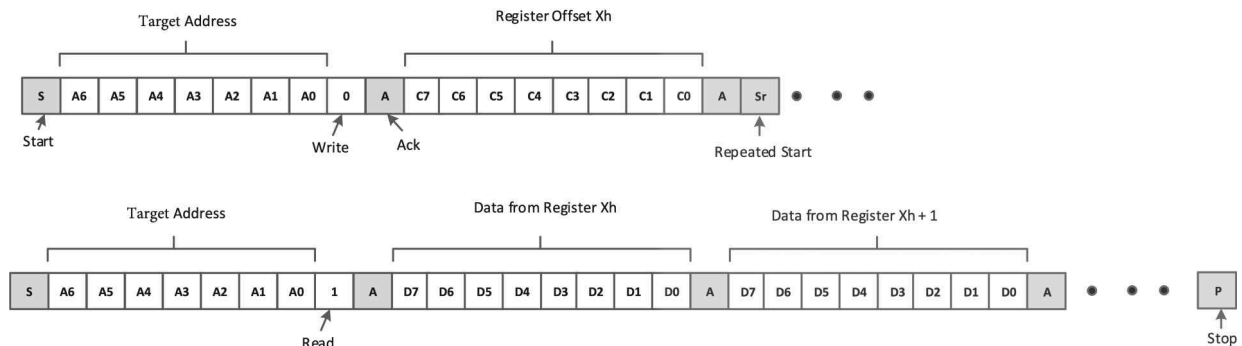 Target Address
Register Offset Xh
S A6 A5 A4 A3 A2 A1 A0 0 A C7 C6 C5 C4 C3 C2 C1 C0 A Sr
Start
Write
Ack
Repeated Start
Target Address
Data from Register Xh
Data from Register Xh + 1
S A6 A5 A4 A3 A2 A1 A0 1 A D7 D6 D5 D4 D3 D2 D1 D0 A D7 D6 D5 D4 D3 D2 D1 D0 A P
Read
Stop